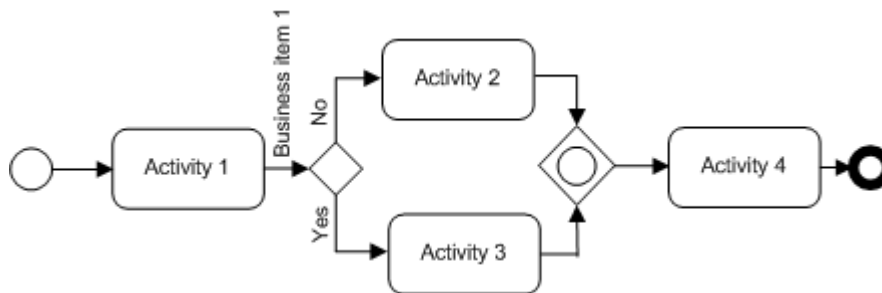 Activity 1
Business item 1
No
Yes
Activity 2
Activity 3
Activity 4